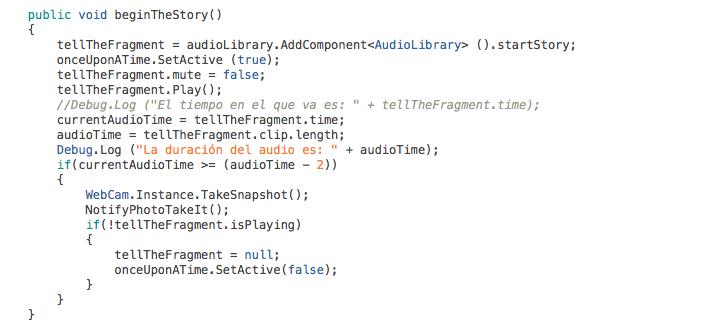 public void beginTheStory()
{
tellTheFragment = audioLibrary.AddComponent<AudioLibrary> ().startStory;
onceUponATime.SetActive (true);
tellTheFragment.mute = false;
tellTheFragment.Play();
//Debug.Log ("El tiempo en el que va es: " + tellTheFragment.time);
currentAudioTime = tellTheFragment.time;
audioTime = tellTheFragment.clip.length;
Debug.Log ("La duración del audio es: " + audioTime);
if(currentAudioTime >= (audioTime - 2))
{
WebCam.Instance.TakeSnapshot();
NotifyPhotoTakeIt();
if(!tellTheFragment.isPlaying)
{
tellTheFragment = null;
onceUponATime.SetActive(false);
}
}
}